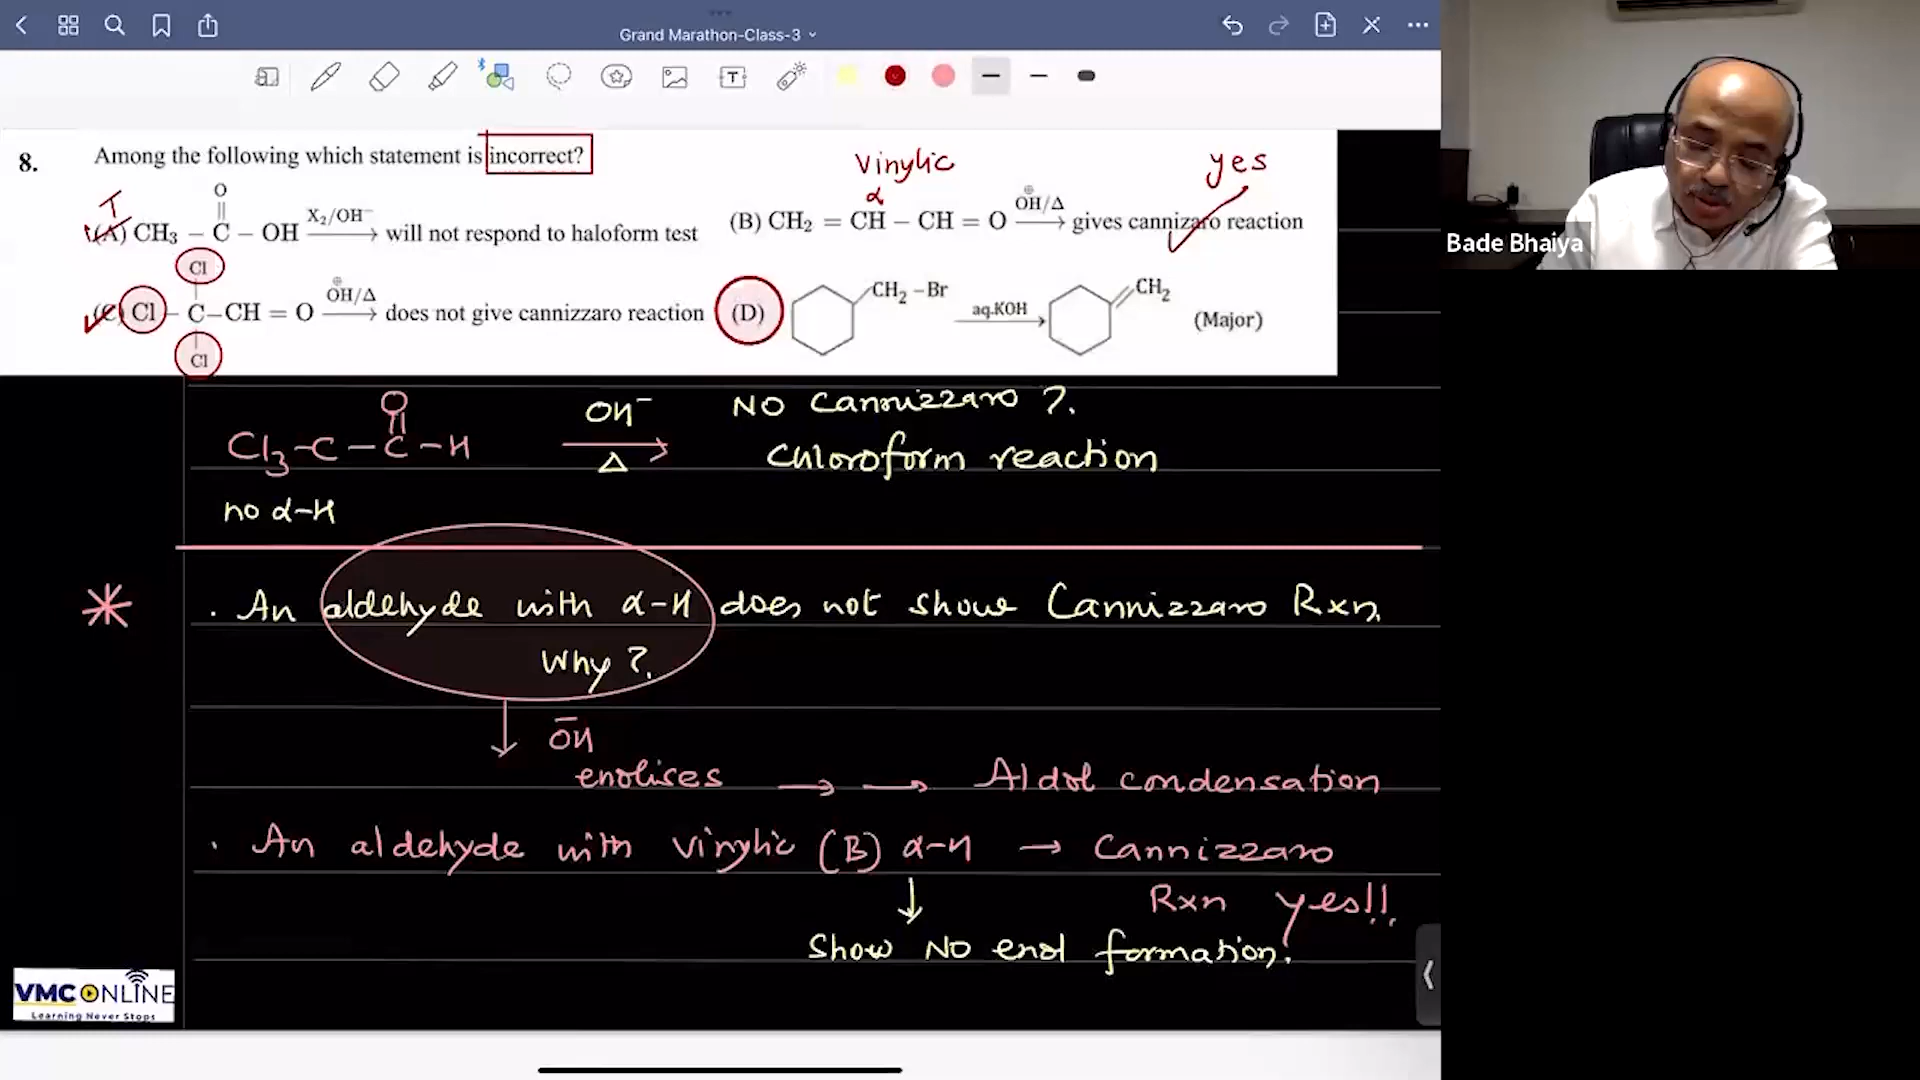 Grand Marathon-Class-3
8. Among the following which statement is incorrect?
Vinylic
yes
T
α
(A) CH3 – C – OH X2/OH– → will not respond to haloform test
O
(B) CH2 = CH – CH = O OH/Δ → gives cannizaro reaction
⊕
Cl
(C) Cl – C – CH = O OH/Δ → does not give cannizzaro reaction
⊕
Cl
(D) CH2 – Br aq.KOH → CH2 (Major)
Cl3–C – C – H OH– Δ → NO Cannizzaro ?.
O
Chloroform reaction
no α-H
* . An aldehyde with α-H does not show Cannizzaro Rxn.
Why ?.
OH
enolises → → Aldol condensation
. An aldehyde with vinylic (B) α-H → Cannizzaro
Rxn yes!!
Show NO enol formation.
Bade Bhaiya
VMC ONLINE
Learning Never Stops